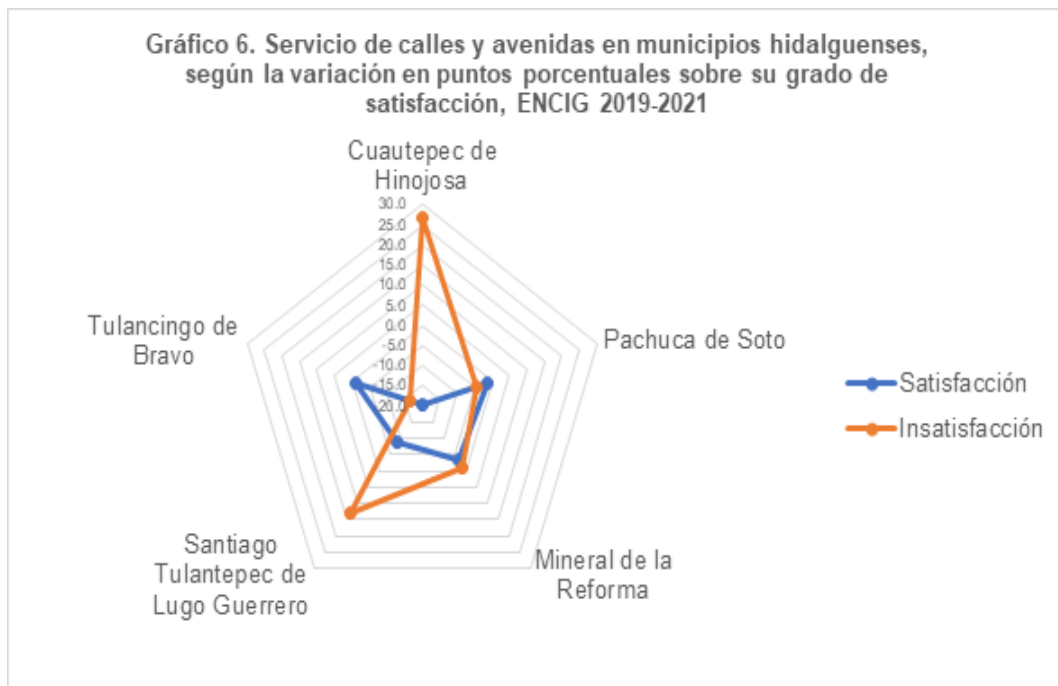 Gráfico 6. Servicio de calles y avenidas en municipios hidalguenses,
según la variación en puntos porcentuales sobre su grado de
satisfacción, ENCIG 2019-2021
Cuautepec de
Hinojosa
30.0
25.0
20.0
15.0
10.0
5.0
0.0
-5.0
-10.0
-15.0
-20.0
Tulancingo de
Bravo
Pachuca de Soto
Satisfacción
Insatisfacción
Santiago
Tulantepec de
Lugo Guerrero
Mineral de la
Reforma